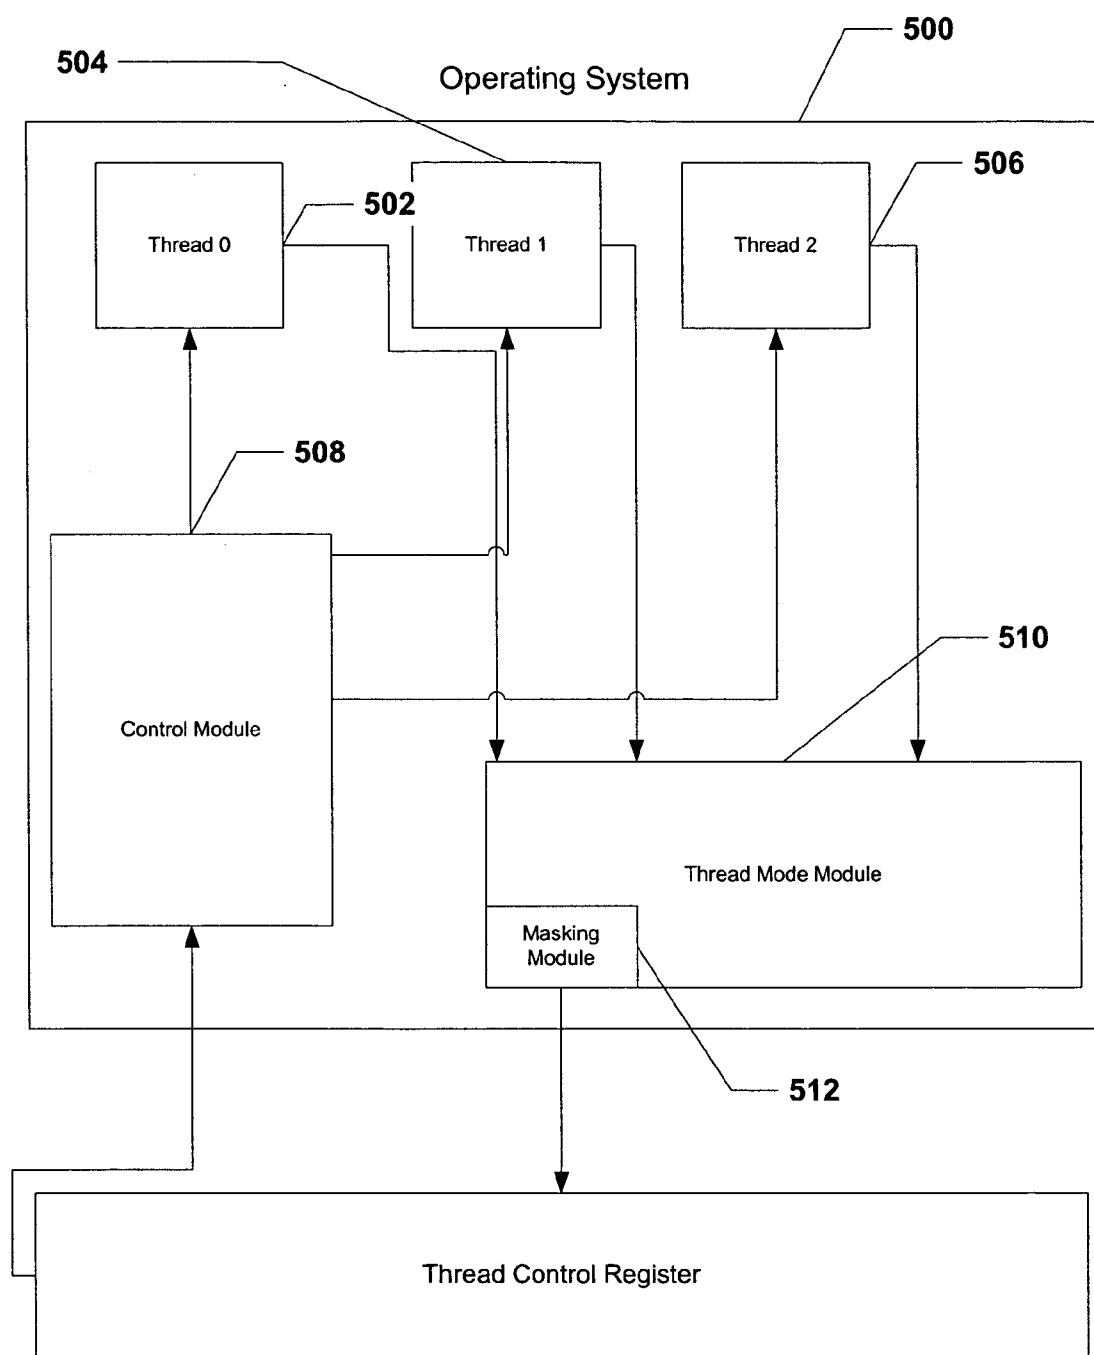 500
504
Operating System
506
502
Thread 0
Thread 1
Thread 2
508
510
Control Module
Thread Mode Module
Masking
Module
512
Thread Control Register